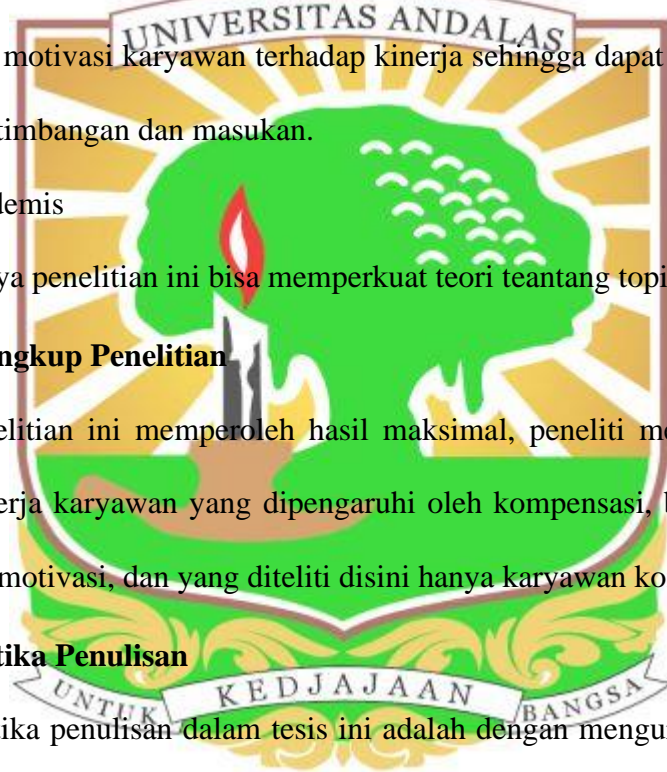 UNIVERSITAS ANDALAS
motivasi karyawan terhadap kinerja sehingga dapat
timbangan dan masukan.
demis
ya penelitian ini bisa memperkuat teori teantang topi
ngkup Penelitian
elitian ini memperoleh hasil maksimal, peneliti me
erja karyawan yang dipengaruhi oleh kompensasi, b
motivasi, dan yang diteliti disini hanya karyawan ko
tika Penulisan
UNTUK KEDJAJAAN BANGSA
tika penulisan dalam tesis ini adalah dengan mengu